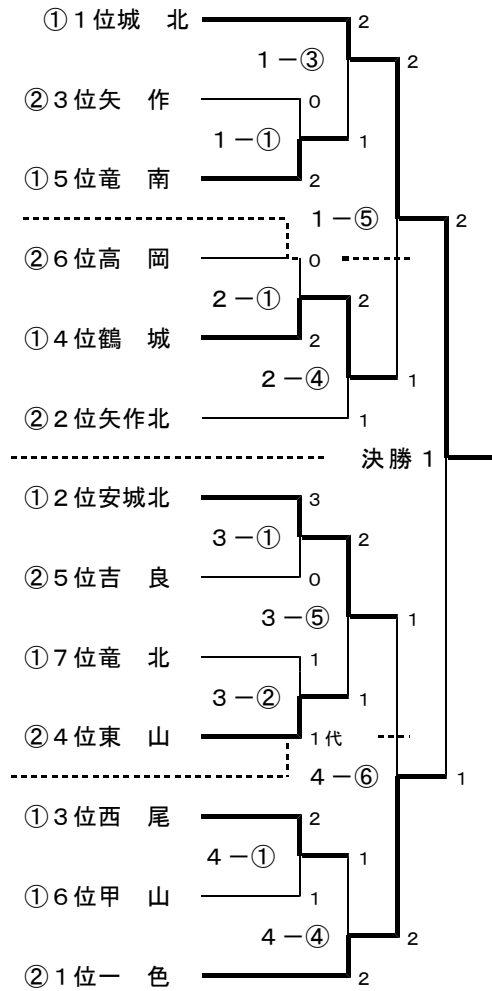 ①１位城　北
2
2
１－③
②３位矢　作
0
１－①
1
①５位竜　南
2
１－⑤
2
②６位高　岡
0
２－①
2
①４位鶴　城
2
２－④
1
②２位矢作北
1
決勝１
①２位安城北
3
３－①
2
②５位吉　良
0
３－⑤
1
①７位竜　北
1
３－②
1
②４位東　山
1代
４－⑥
1
①３位西　尾
2
４－①
1
①６位甲　山
1
４－④
2
②１位一　色
2